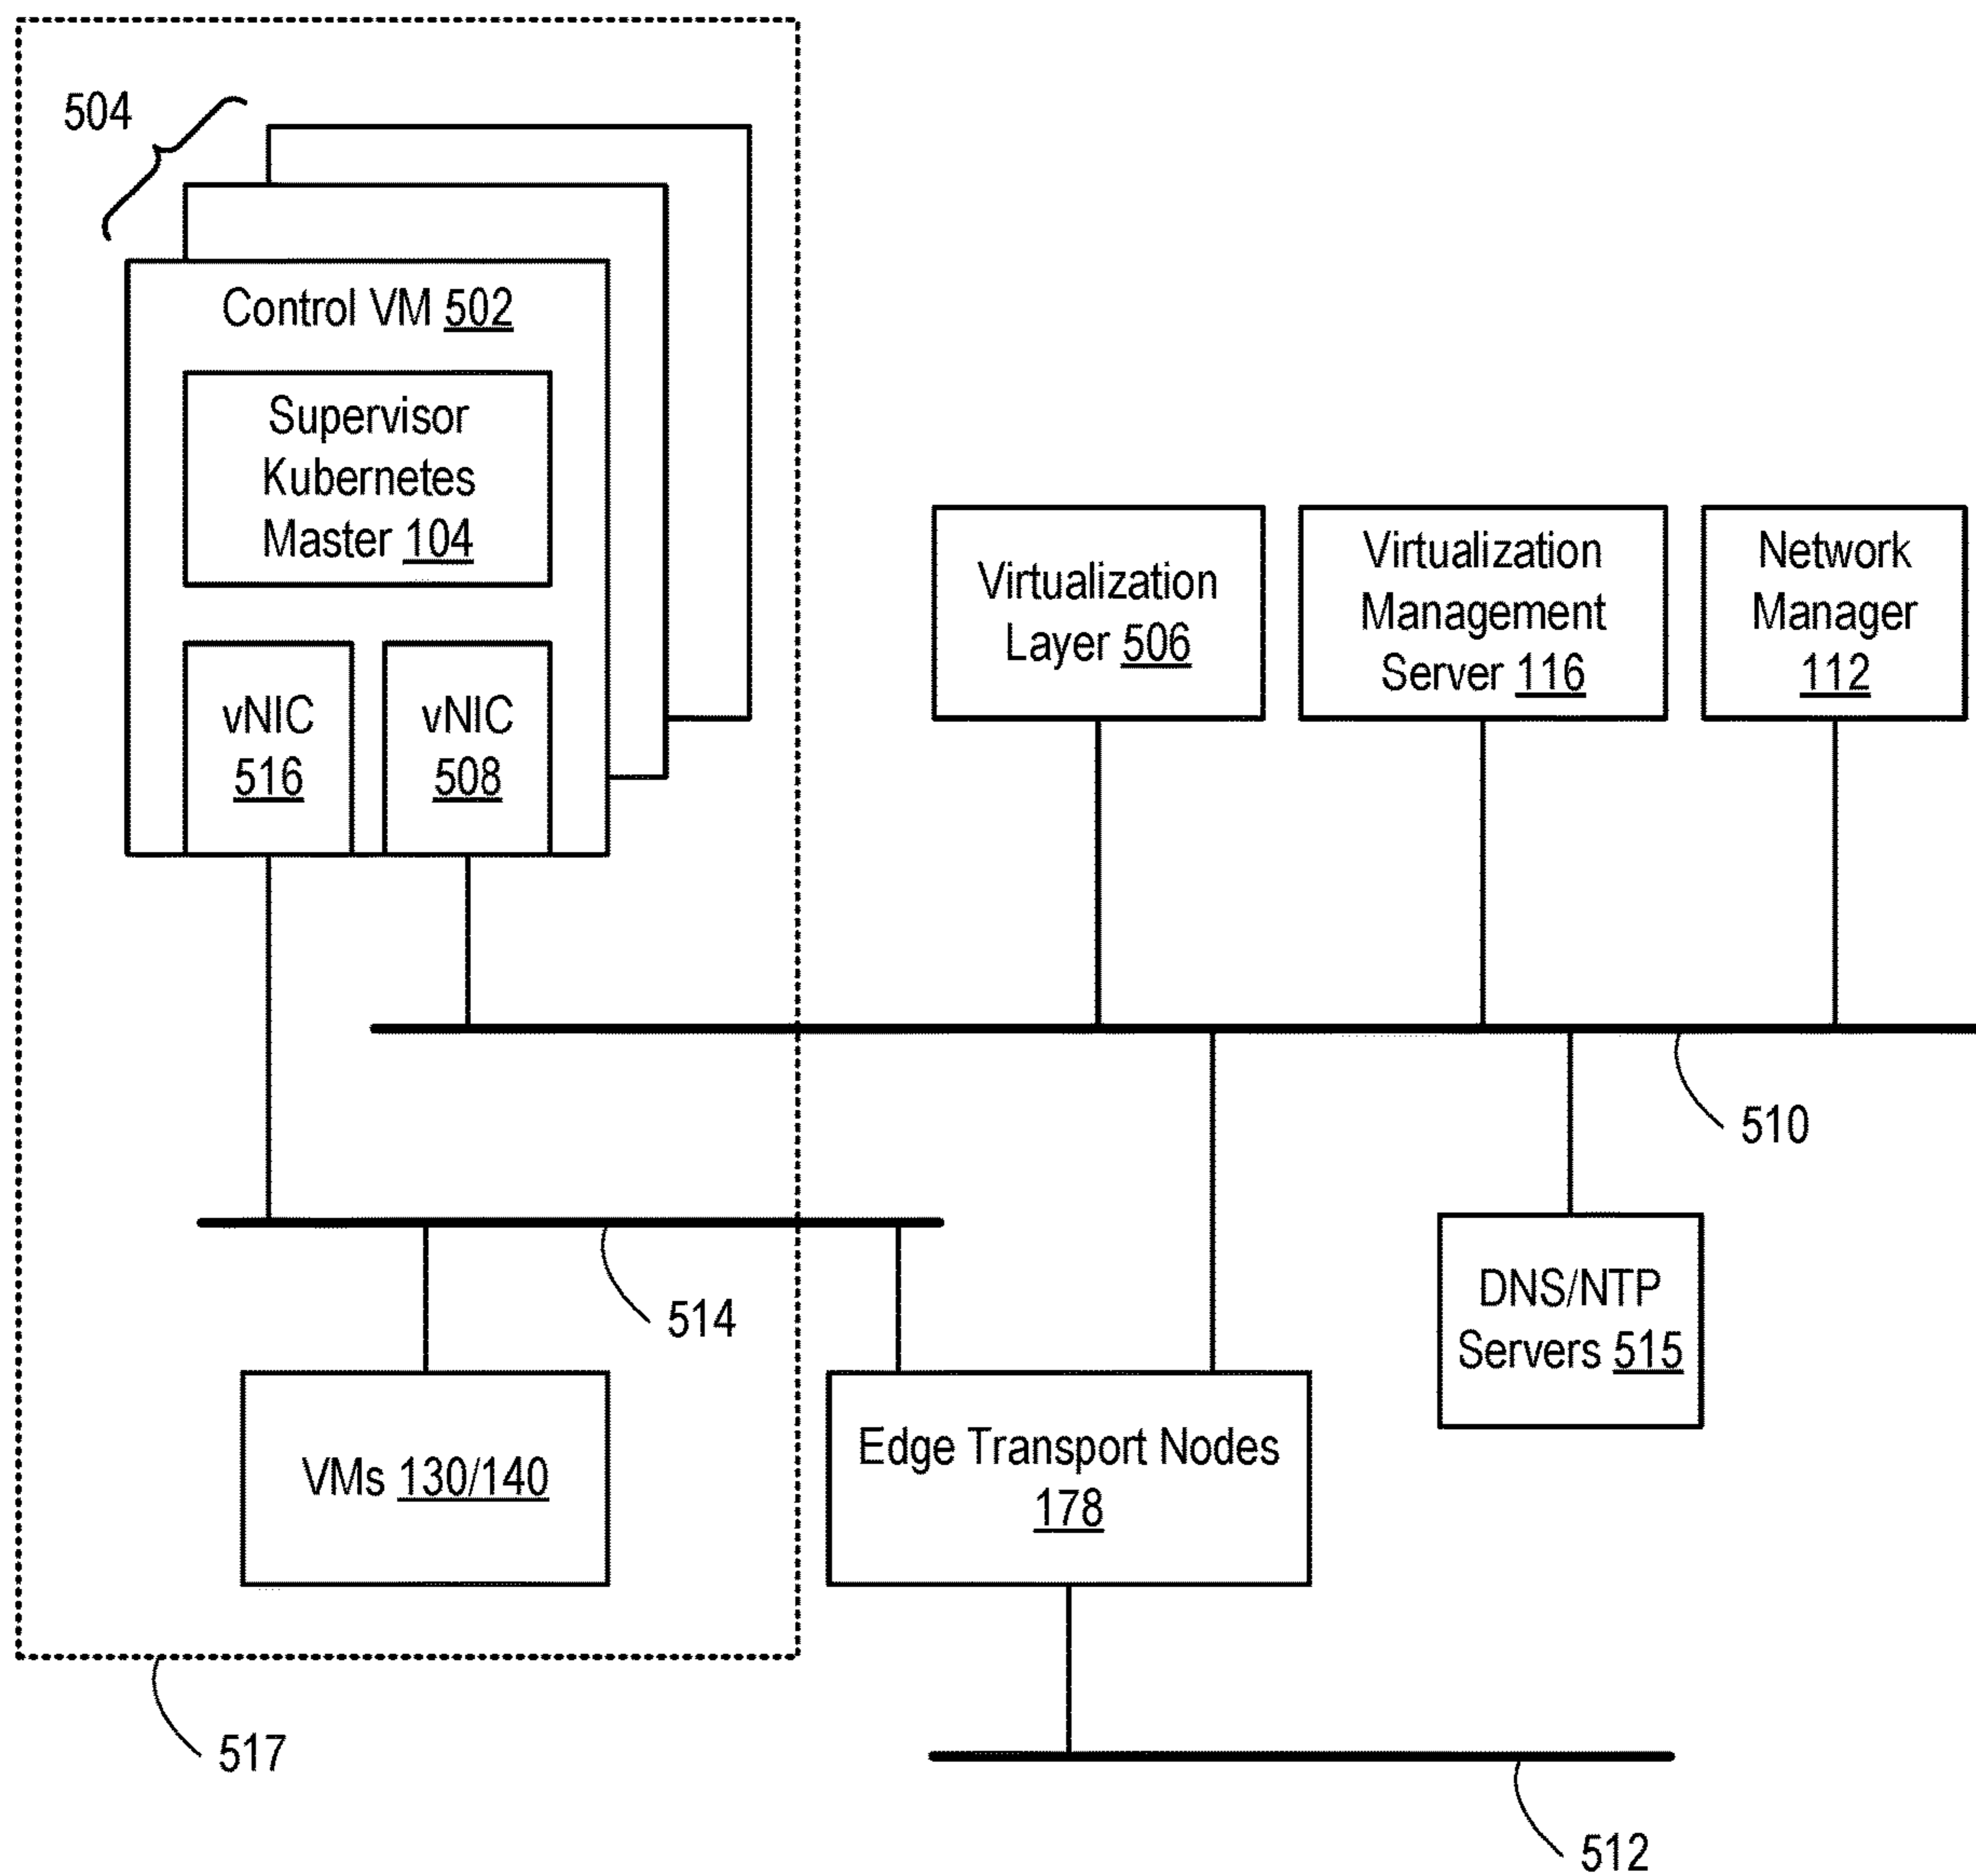 504
Control VM 502
Supervisor
Kubernetes
Master 104
vNIC
516
vNIC
508
Virtualization
Layer 506
Virtualization
Management
Server 116
Network
Manager
112
510
514
DNS/NTP
Servers 515
VMs 130/140
Edge Transport Nodes
178
517
512